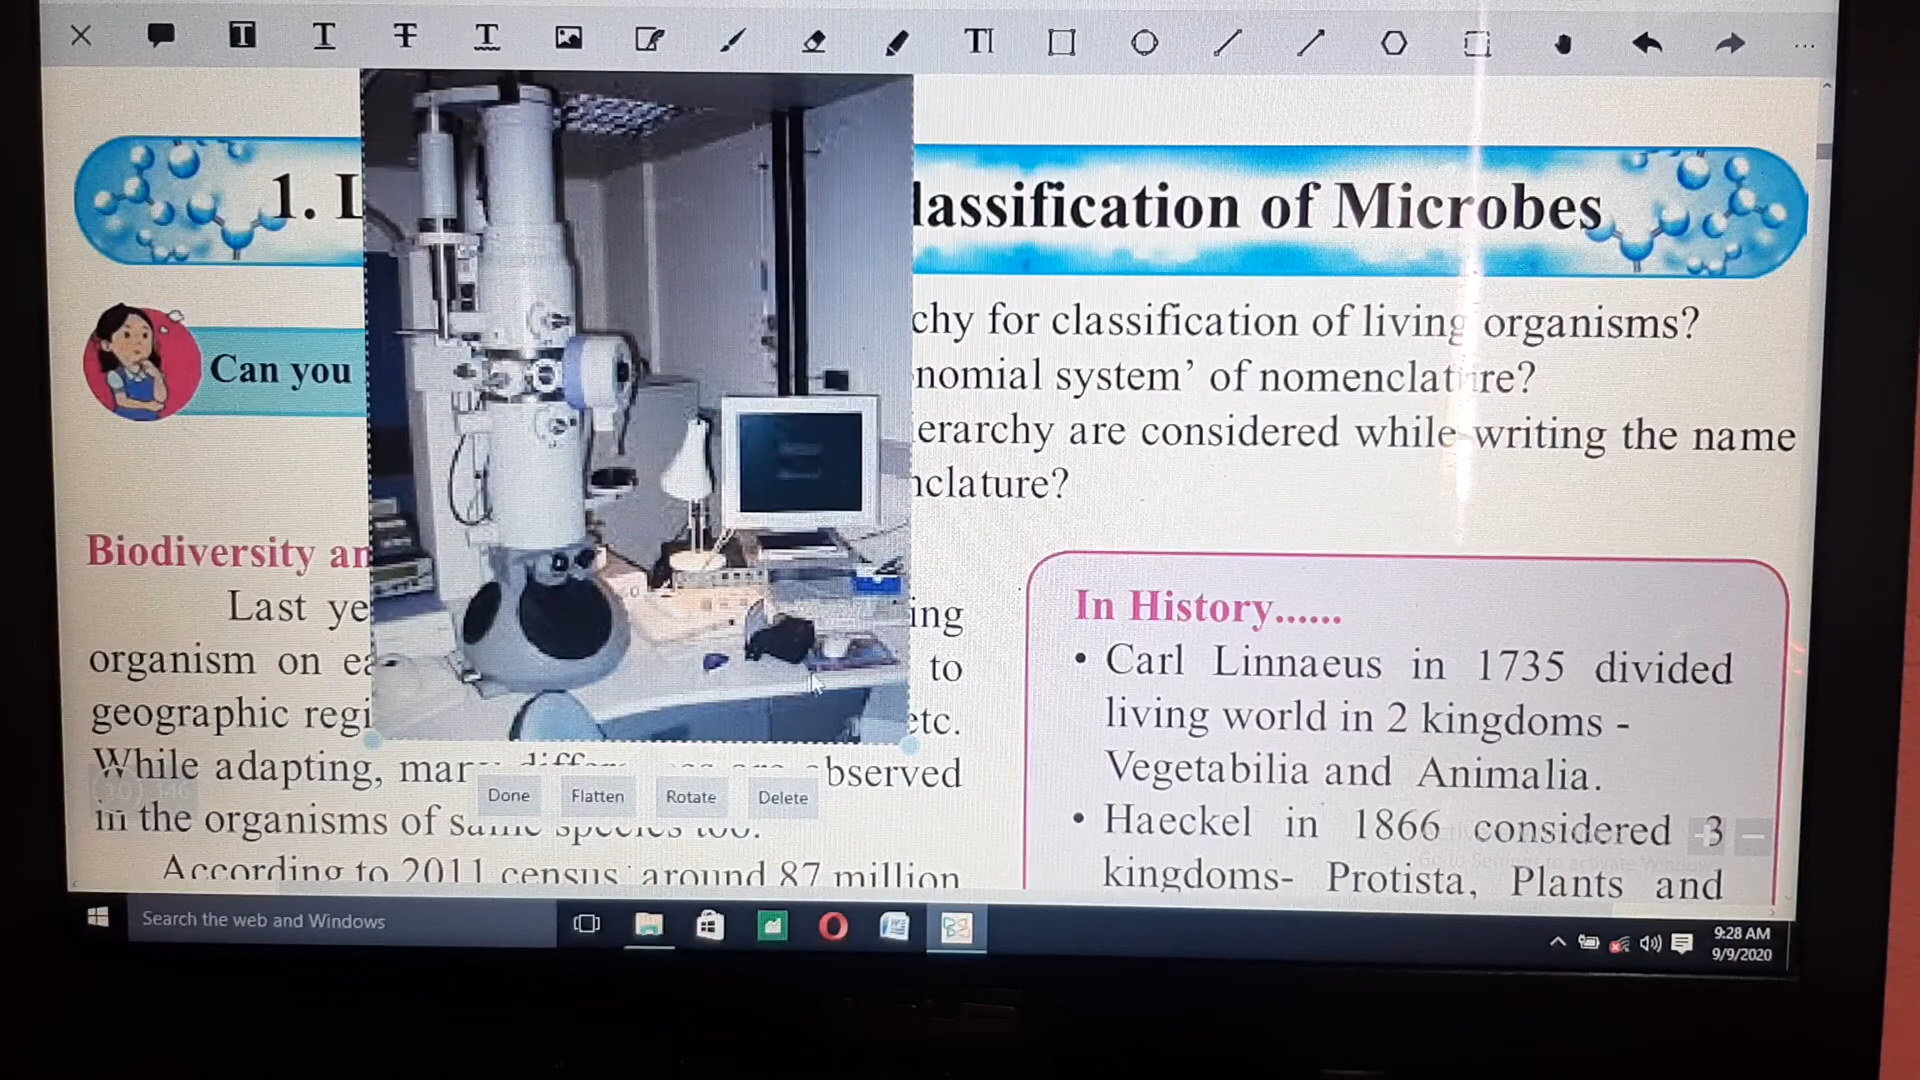 1. L lassification of Microbes
chy for classification of living organisms?
Can you
nomial system’ of nomenclature?
erarchy are considered while writing the name
nclature?
Biodiversity an
Last ye ing
organism on ea to
geographic regi etc.
While adapting, bserved
in the organisms of same species too.
According to 2011 census around 87 million
In History......
• Carl Linnaeus in 1735 divided
living world in 2 kingdoms -
Vegetabilia and Animalia.
• Haeckel in 1866 considered 3
kingdoms- Protista, Plants and
Done Flatten Rotate Delete
Search the web and Windows
9:28 AM
9/9/2020